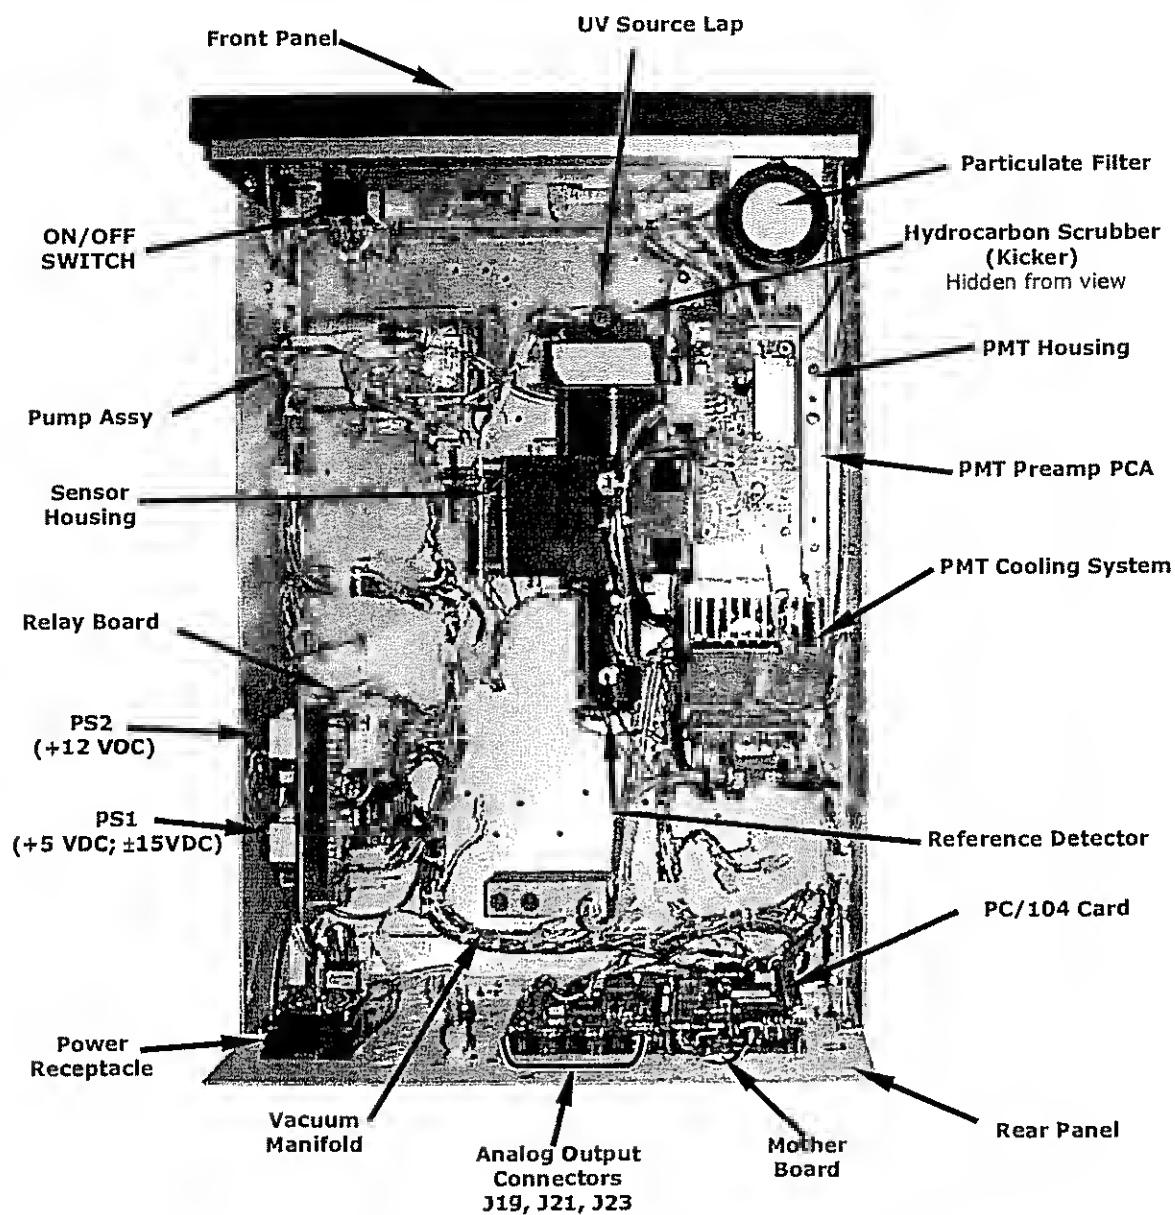 UV Source Lap
Front Panel
Particulate Filter
ON/OFF
SWITCH
Hydrocarbon Scrubber
(Kicker)
Hidden from view
PMT Housing
Pump Assy
PMT Preamp PCA
Sensor
Housing
PMT Cooling System
Relay Board
PS2
(+12 VOC)
PS1
(+5 VDC; ±15VDC)
Reference Detector
PC/104 Card
Power
Receptacle
Vacuum
Manifold
Analog Output
Connectors
J19, J21, J23
Mother
Board
Rear Panel